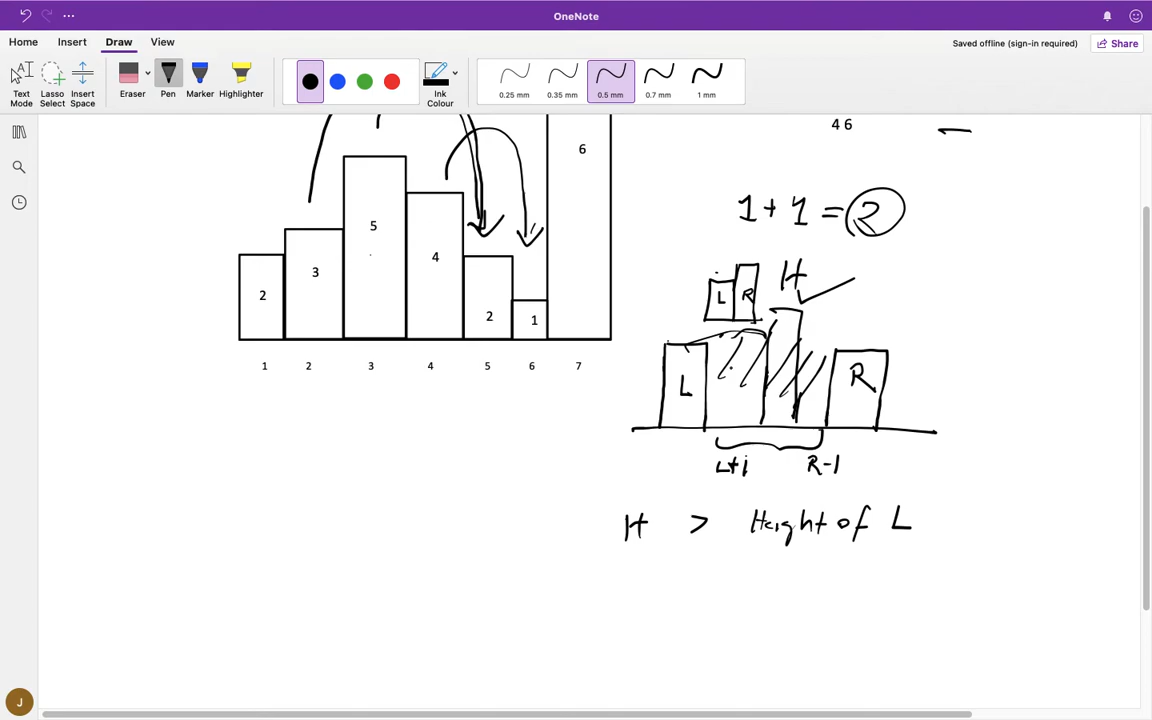 OneNote
Home Insert Draw View
Saved offline (sign-in required) Share
Text Mode
Lasso Select
Insert Space
Eraser
Pen
Marker
Highlighter
Ink Colour
0.25 mm 0.35 mm 0.5 mm 0.7 mm 1 mm
4 6
6
1 + 1 = 2
5
4
3
2
2
1
1 2 3 4 5 6 7
H
L R
L R
L+1 R-1
H > Height of L
J